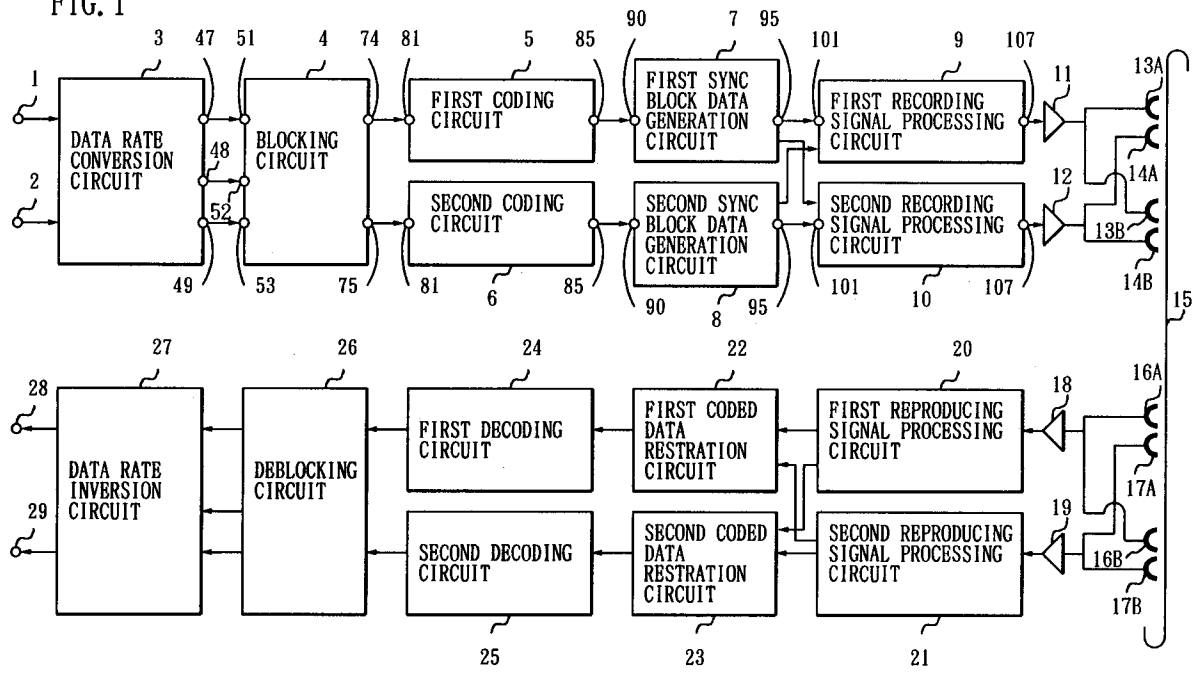 FIG. 1
3 47 51 4 74 81 5 85 90 7 95 101 9 107
1 11 13A
DATA RATE
CONVERSION
CIRCUIT
BLOCKING
CIRCUIT
FIRST CODING
CIRCUIT
FIRST SYNC
BLOCK DATA
GENERATION
CIRCUIT
FIRST RECORDING
SIGNAL PROCESSING
CIRCUIT
2 48 52 12 14A
SECOND CODING
CIRCUIT
SECOND SYNC
BLOCK DATA
GENERATION
CIRCUIT
SECOND RECORDING
SIGNAL PROCESSING
CIRCUIT
13B
14B
49 53 75 81 6 85 90 8 95 101 10 107
15
27 26 24 22 20
28 18 16A
DATA RATE
INVERSION
CIRCUIT
DEBLOCKING
CIRCUIT
FIRST DECODING
CIRCUIT
FIRST CODED
DATA
RESTRATION
CIRCUIT
FIRST REPRODUCING
SIGNAL PROCESSING
CIRCUIT
17A
29 19
SECOND DECODING
CIRCUIT
SECOND CODED
DATA
RESTRATION
CIRCUIT
SECOND REPRODUCING
SIGNAL PROCESSING
CIRCUIT
16B
17B
25 23 21